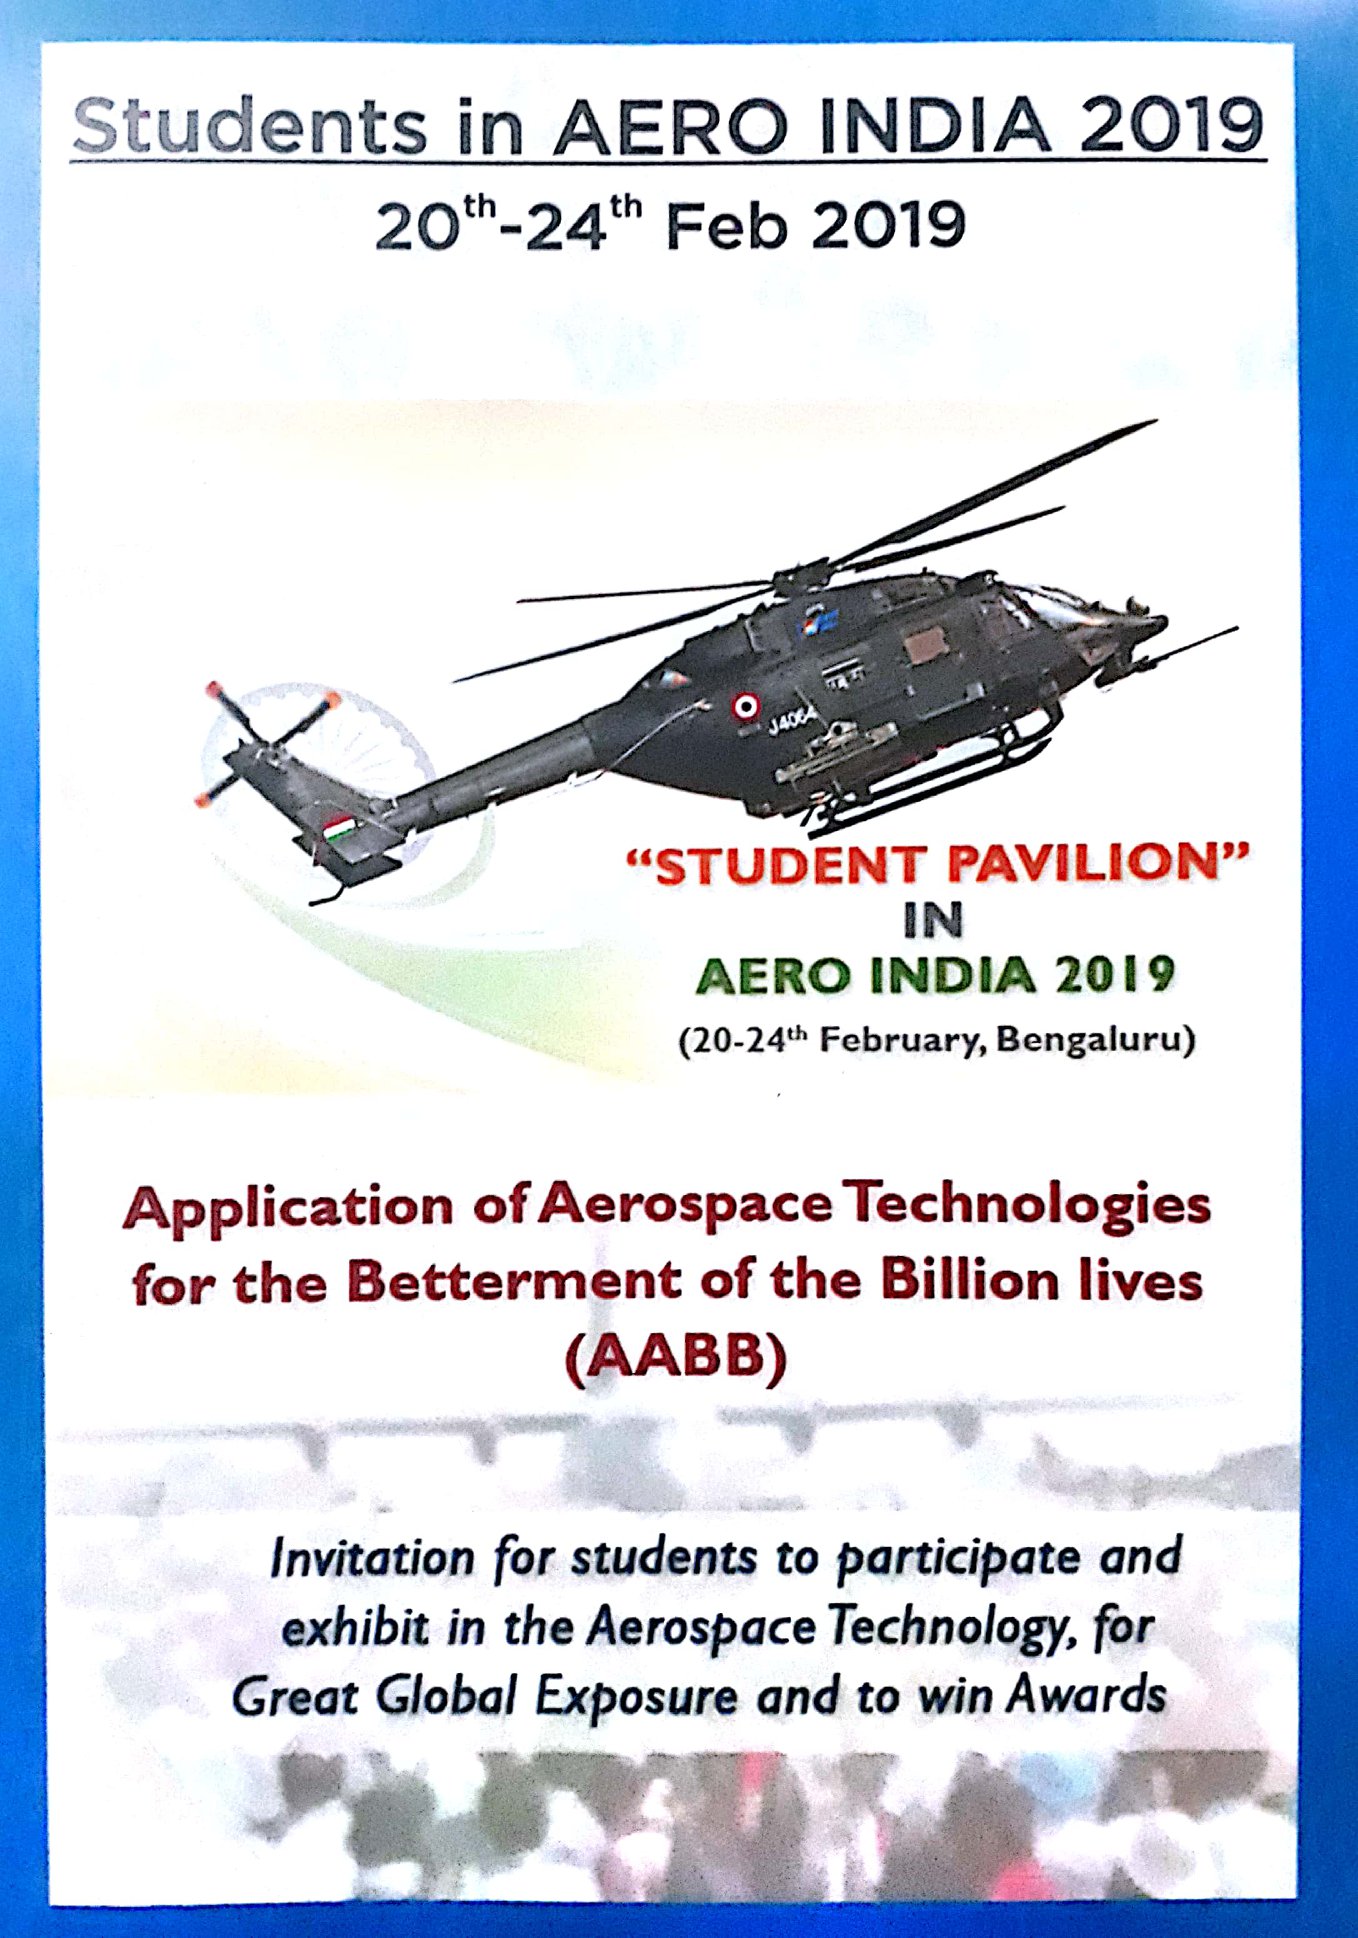 Students in AERO INDIA 2019
20th-24th Feb 2019
J4064
“STUDENT PAVILION”
IN
AERO INDIA 2019
(20-24th February, Bengaluru)
Application of Aerospace Technologies
for the Betterment of the Billion lives
(AABB)
Invitation for students to participate and
exhibit in the Aerospace Technology, for
Great Global Exposure and to win Awards